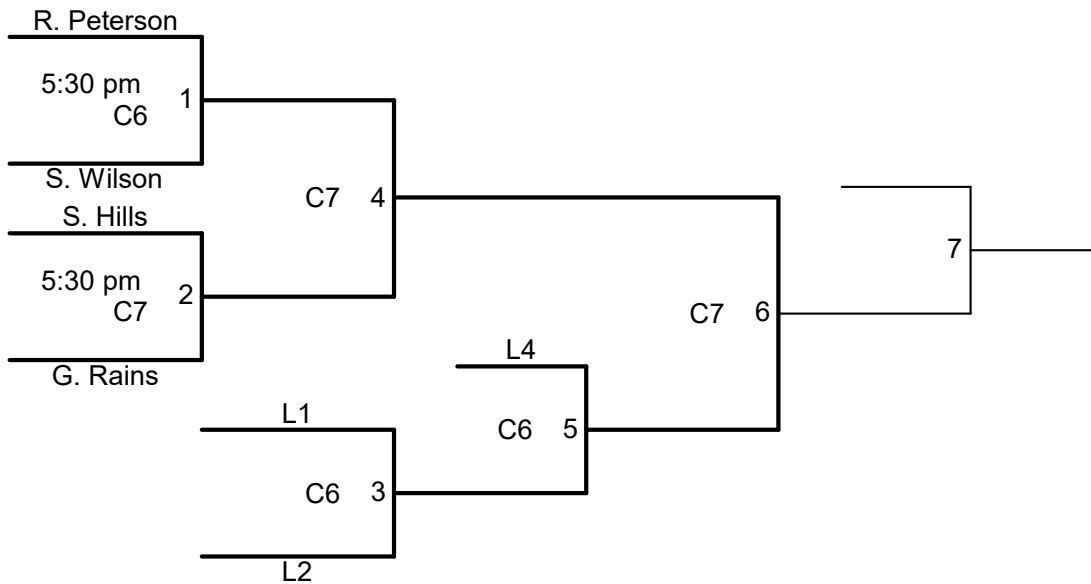 R. Peterson
5:30 pm
C6
1
S. Wilson
S. Hills
5:30 pm
C7
2
G. Rains
C7
4
L1
C6
3
L2
L4
C6
5
C7
6
7